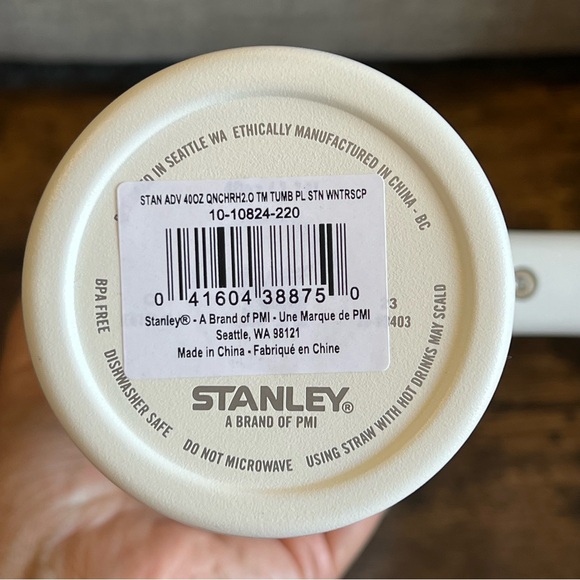 IN SEATTLE WA ETHICALLY MANUFACTURED IN CHINA - BC
STAN ADV 40OZ QNCHRH2.O TM TUMB PL STN WNTRSCP
10-10824-220
0 41604 38875 0
Stanley® - A Brand of PMI - Une Marque de PMI
Seattle, WA 98121
Made in China - Fabriqué en Chine
STANLEY®
A BRAND OF PMI
BPA FREE DISHWASHER SAFE DO NOT MICROWAVE USING STRAW WITH HOT DRINKS MAY SCALD